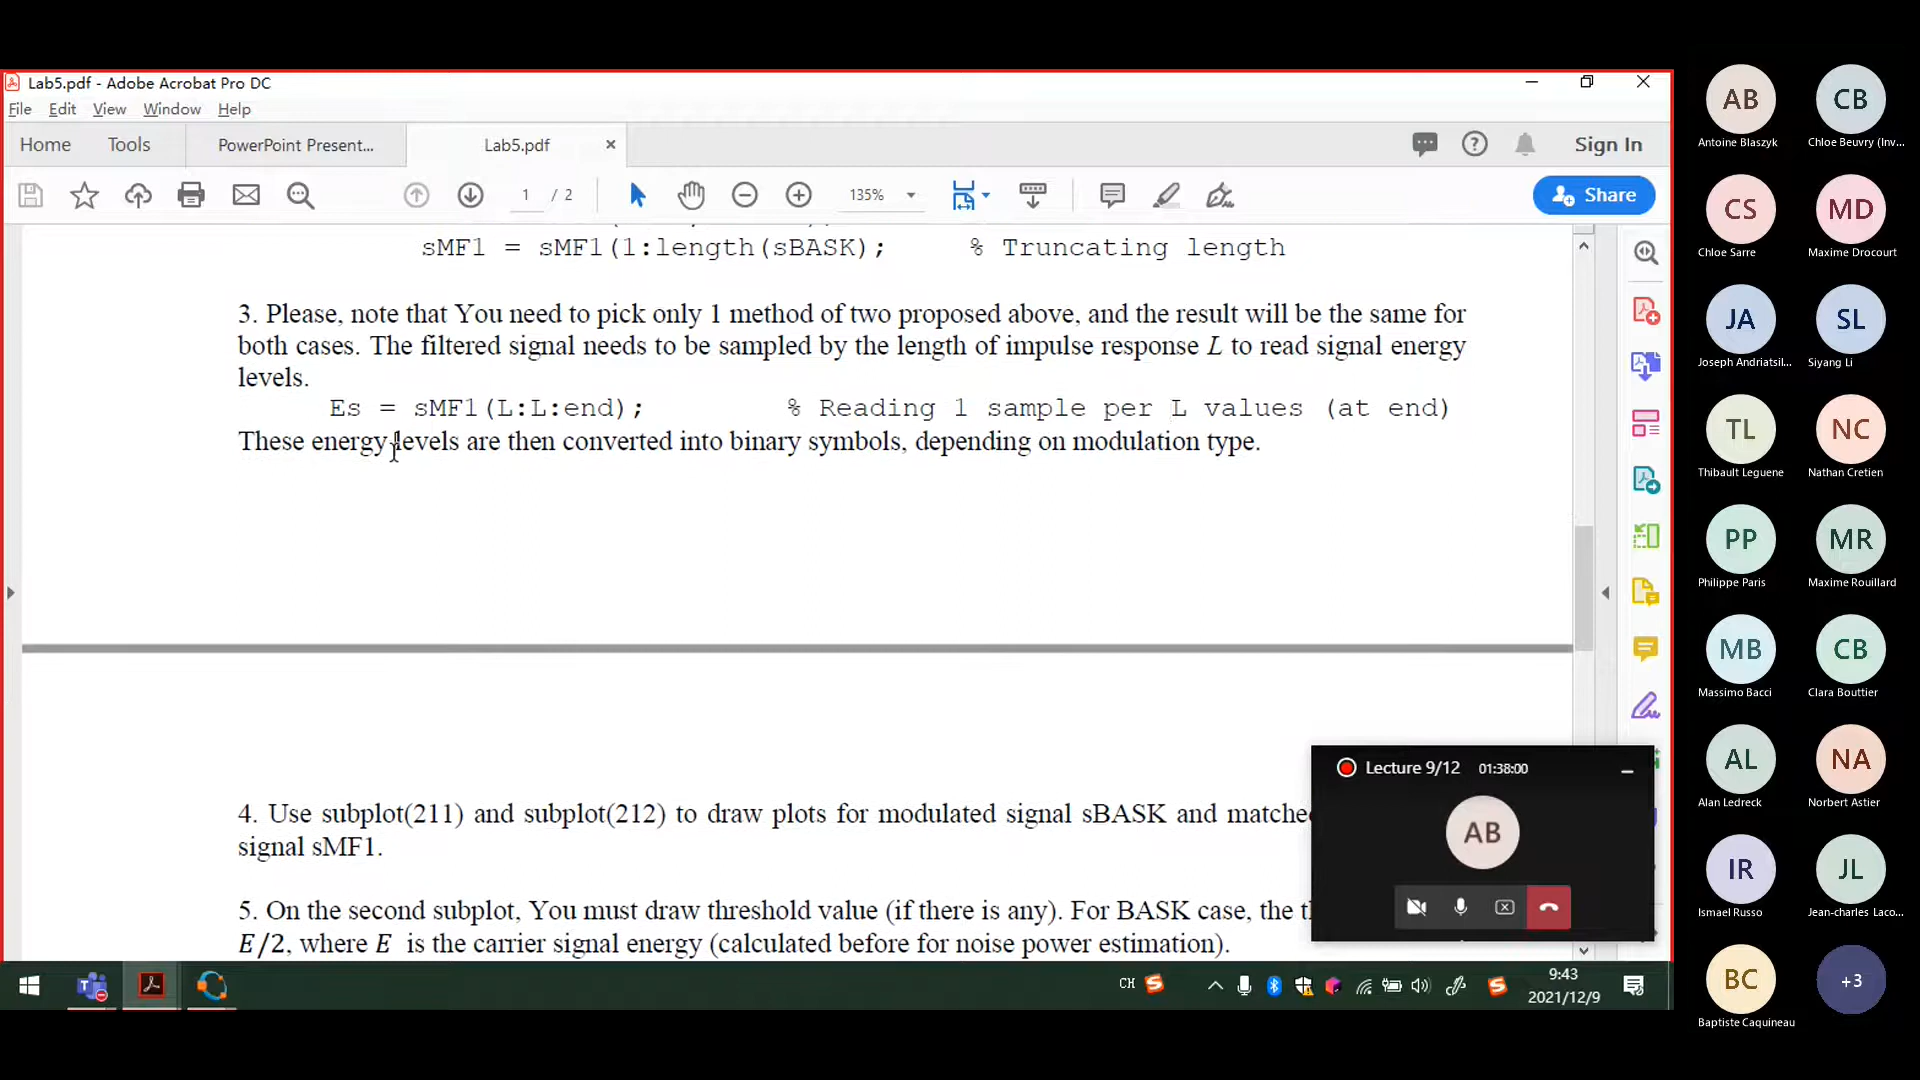 Lab5.pdf - Adobe Acrobat Pro DC
File Edit View Window Help
Home Tools PowerPoint Present... Lab5.pdf Sign In
1 / 2 135% Share
sMF1 = sMF1(1:length(sBASK); % Truncating length
3. Please, note that You need to pick only 1 method of two proposed above, and the result will be the same for
both cases. The filtered signal needs to be sampled by the length of impulse response L to read signal energy
levels.
Es = sMF1(L:L:end); % Reading 1 sample per L values (at end)
These energy levels are then converted into binary symbols, depending on modulation type.
4. Use subplot(211) and subplot(212) to draw plots for modulated signal sBASK and matche
signal sMF1.
5. On the second subplot, You must draw threshold value (if there is any). For BASK case, the t
E/2, where E is the carrier signal energy (calculated before for noise power estimation).
Lecture 9/12 01:38:00
AB
CH
9:43
2021/12/9
AB CB
Antoine Blaszyk Chloe Beuvry (Inv...
CS MD
Chloe Sarre Maxime Drocourt
JA SL
Joseph Andriatsil... Siyang Li
TL NC
Thibault Leguene Nathan Cretien
PP MR
Philippe Paris Maxime Rouillard
MB CB
Massimo Bacci Clara Bouttier
AL NA
Alan Ledreck Norbert Astier
IR JL
Ismael Russo Jean-charles Laco...
BC +3
Baptiste Caquineau